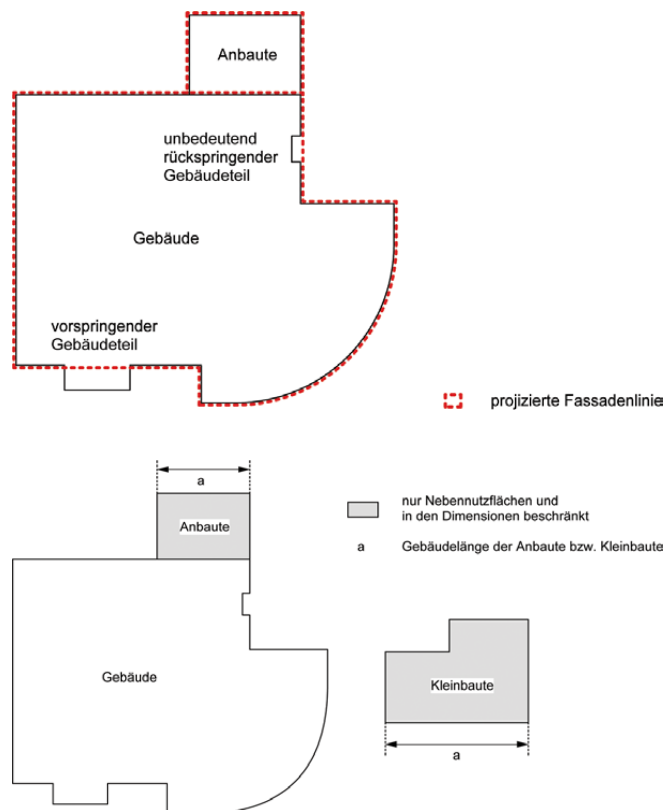 Anbaute
unbedeutend
rückspringender
Gebäudeteil
Gebäude
vorspringender
Gebäudeteil
projizierte Fassadenlinie
a
Anbaute
nur Nebennutzflächen und
in den Dimensionen beschränkt
a Gebäudelänge der Anbaute bzw. Kleinbaute
Gebäude
Kleinbaute
a